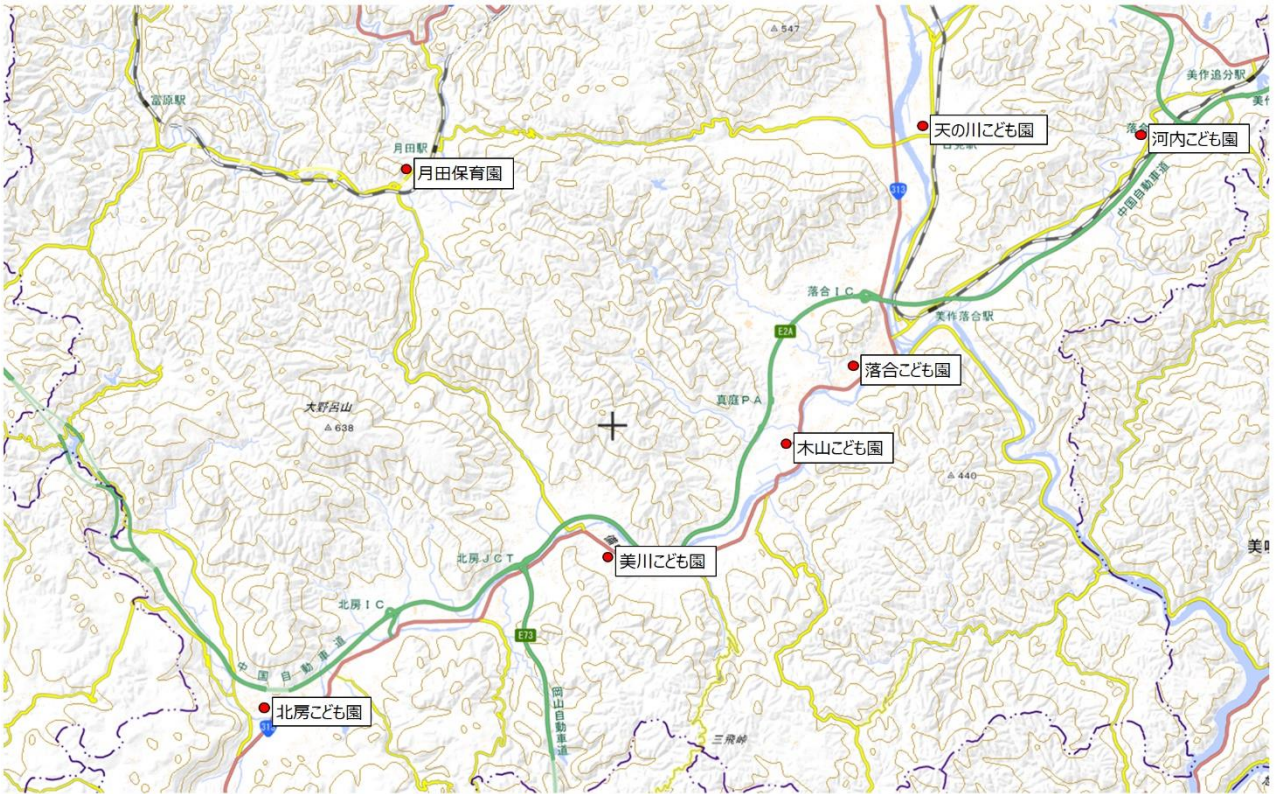 547
美作追分駅
富原駅
天の川こども園
河内こども園
月田駅
月田保育園
中国自動車道
313
落合IC
美作落合駅
E2A
落合こども園
大野呂山
638
真庭PA
木山こども園
440
北房JCT
美川こども園
北房IC
E73
中国自動車道
岡山自動車道
北房こども園
三飛峠